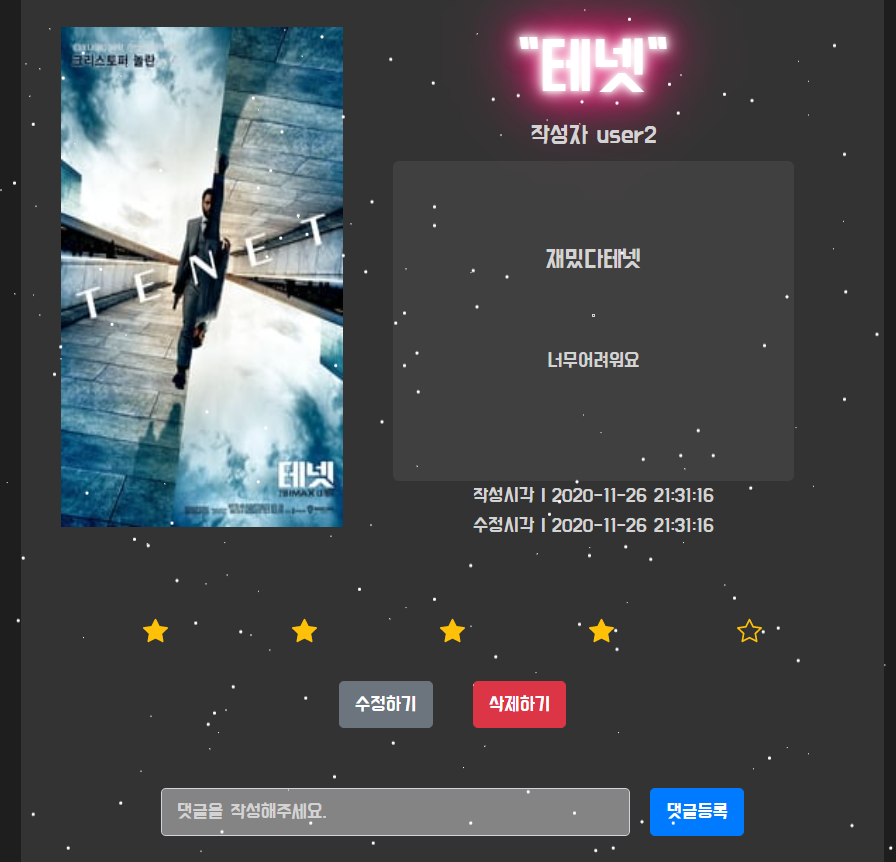 크리스토퍼 놀란
TENET
테넷
"테넷"
작성자 user2
재밌다테넷
너무어려워요
작성시각 | 2020-11-26 21:31:16
수정시각 | 2020-11-26 21:31:16
수정하기
삭제하기
댓글을 작성해주세요.
댓글등록